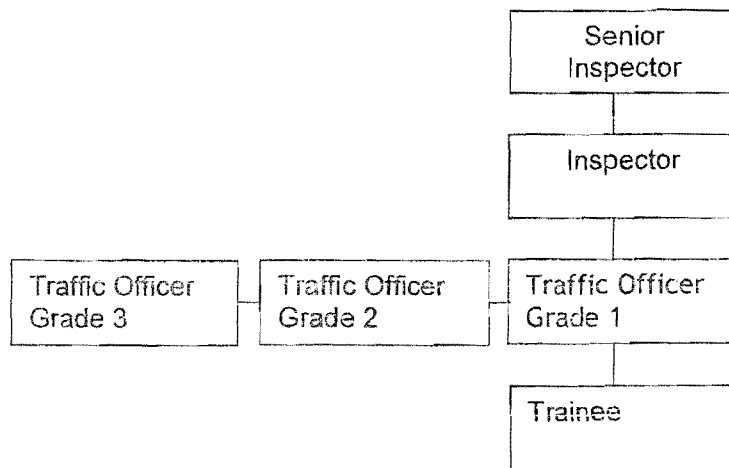 Senior
Inspector
Inspector
Traffic Officer
Grade 3
Traffic Officer
Grade 2
Traffic Officer
Grade 1
Trainee